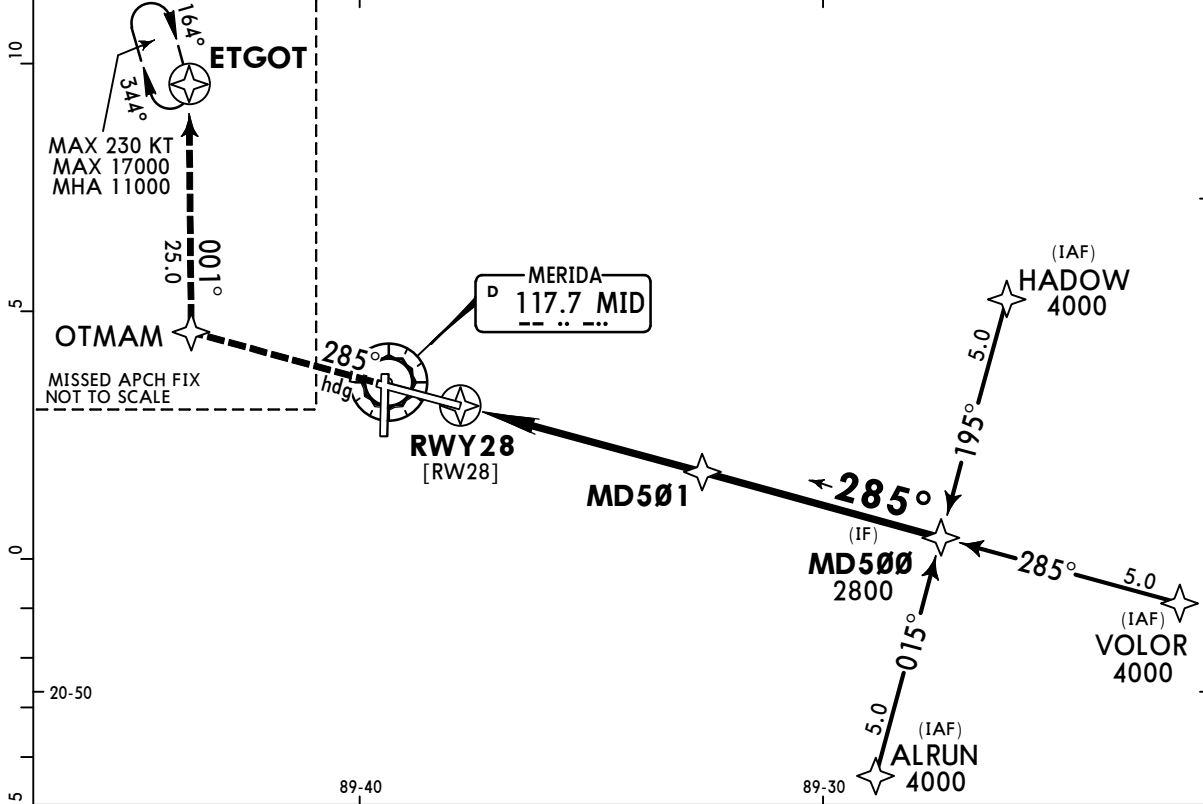 10
164°
ETGOT
344°
MAX 230 KT
MAX 17000
MHA 11000
001°
25.0
(IAF)
HADOW
4000
MERIDA
D 117.7 MID
5
5.0
OTMAM
285°
hdg
MISSED APCH FIX
NOT TO SCALE
195°
RWY28
[RW28]
MD5Ø1
285°
(IF)
MD5ØØ
2800
0
285°
5.0
(IAF)
VOLOR
4000
015°
20-50
5.0
(IAF)
ALRUN
4000
5
89-40
89-30